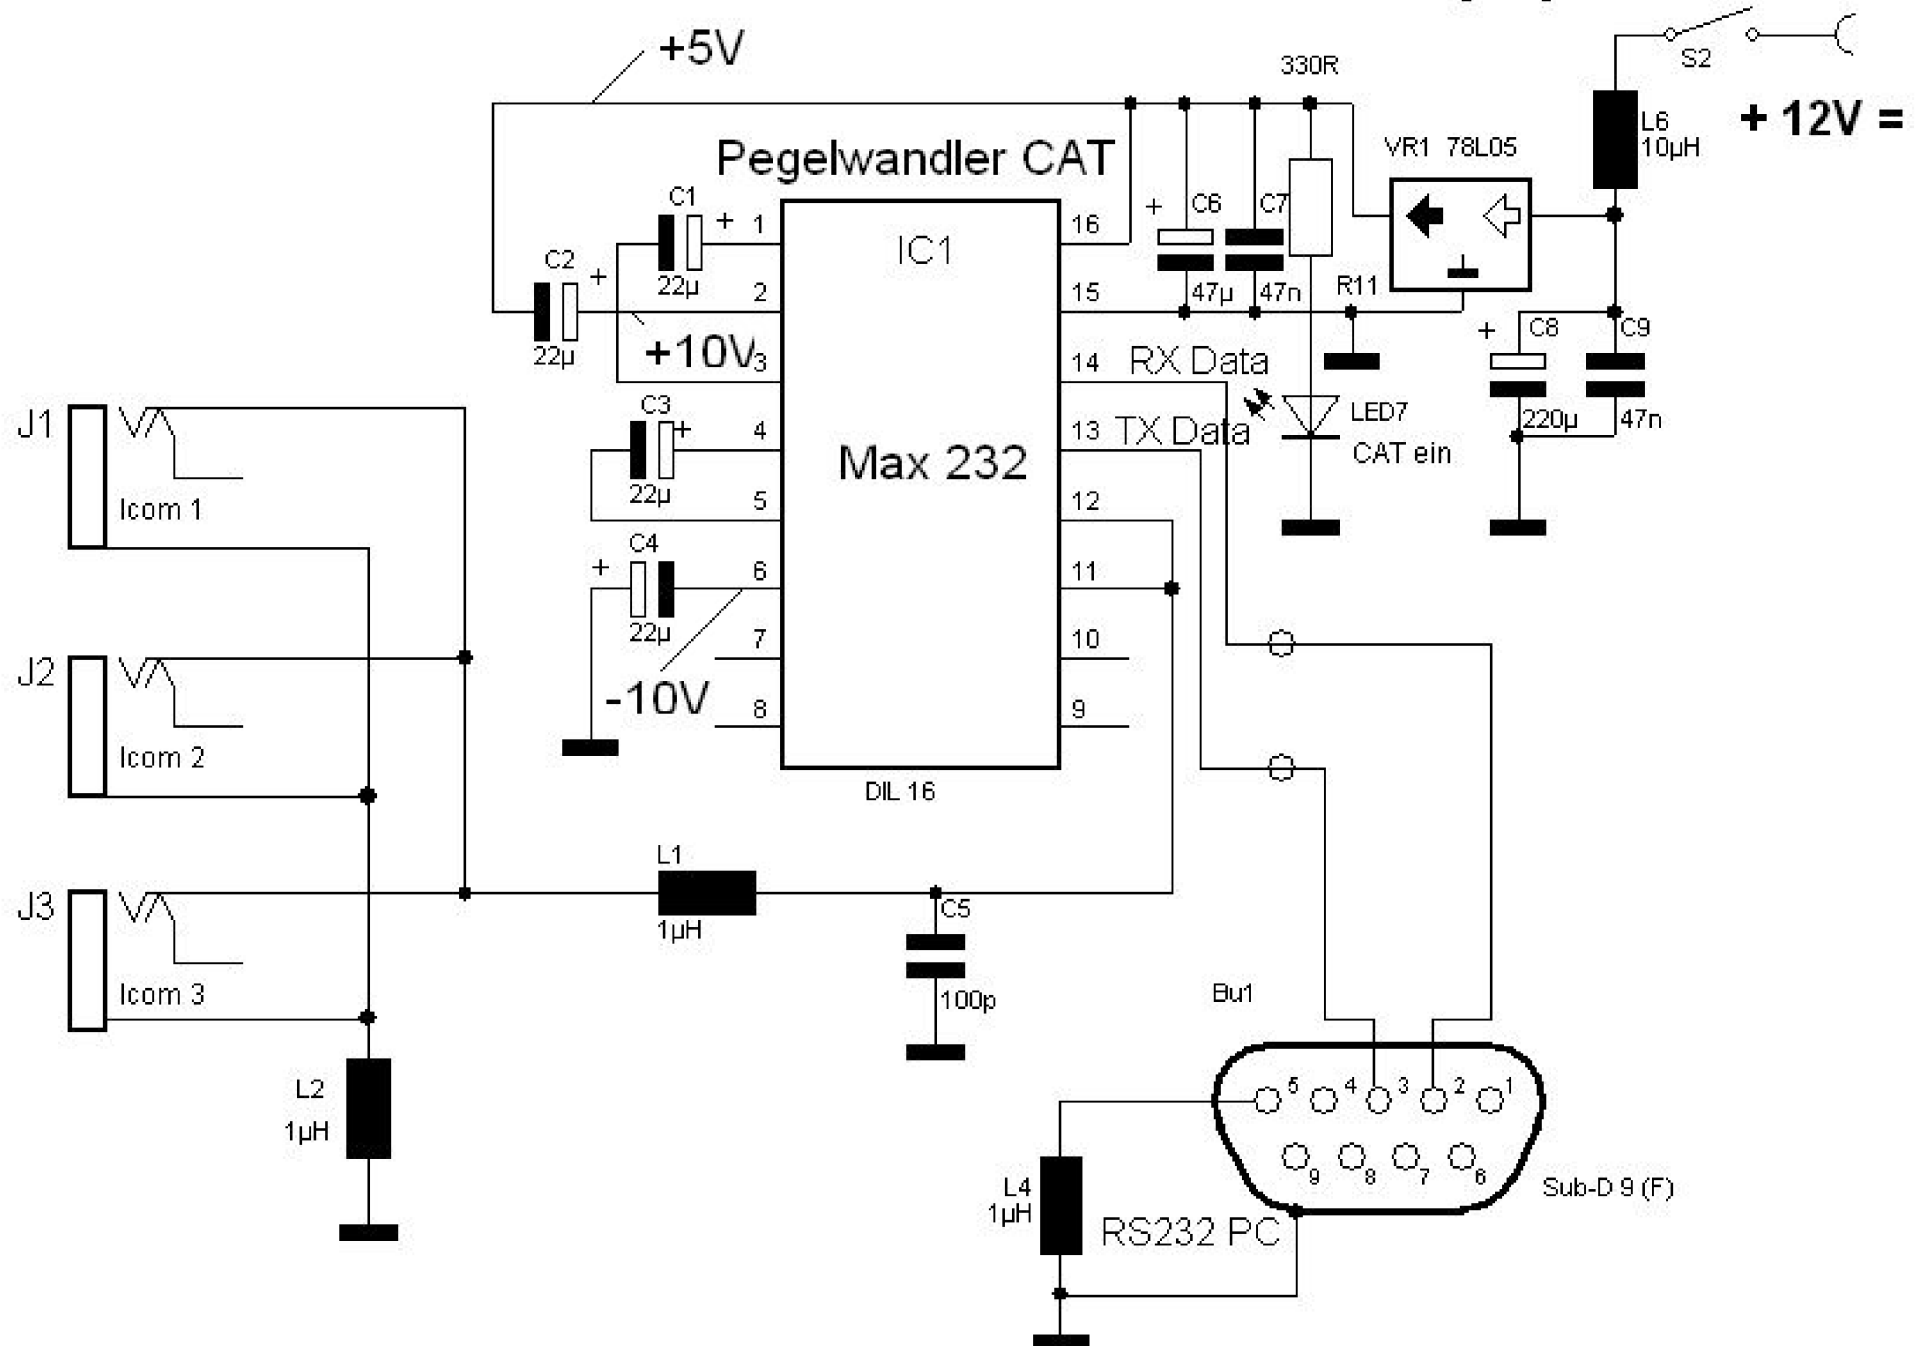 +5V
330R
S2
+ 12V =
L6
10µH
VR1 78L05
Pegelwandler CAT
C1
+
1
16
+
C6
C7
IC1
C2
+
22µ
2
15
47µ
47n
R11
22µ
+10V
3
14
RX Data
+
C8
C9
J1
C3
+
4
13
TX Data
LED7
220µ
47n
CAT ein
Max 232
22µ
5
12
Icom 1
C4
+
6
11
22µ
7
10
J2
-10V
8
9
Icom 2
DIL 16
L1
1µH
C5
J3
100p
Icom 3
Bu1
L2
1µH
5
4
3
2
1
9
8
7
6
L4
1µH
Sub-D 9 (F)
RS232 PC